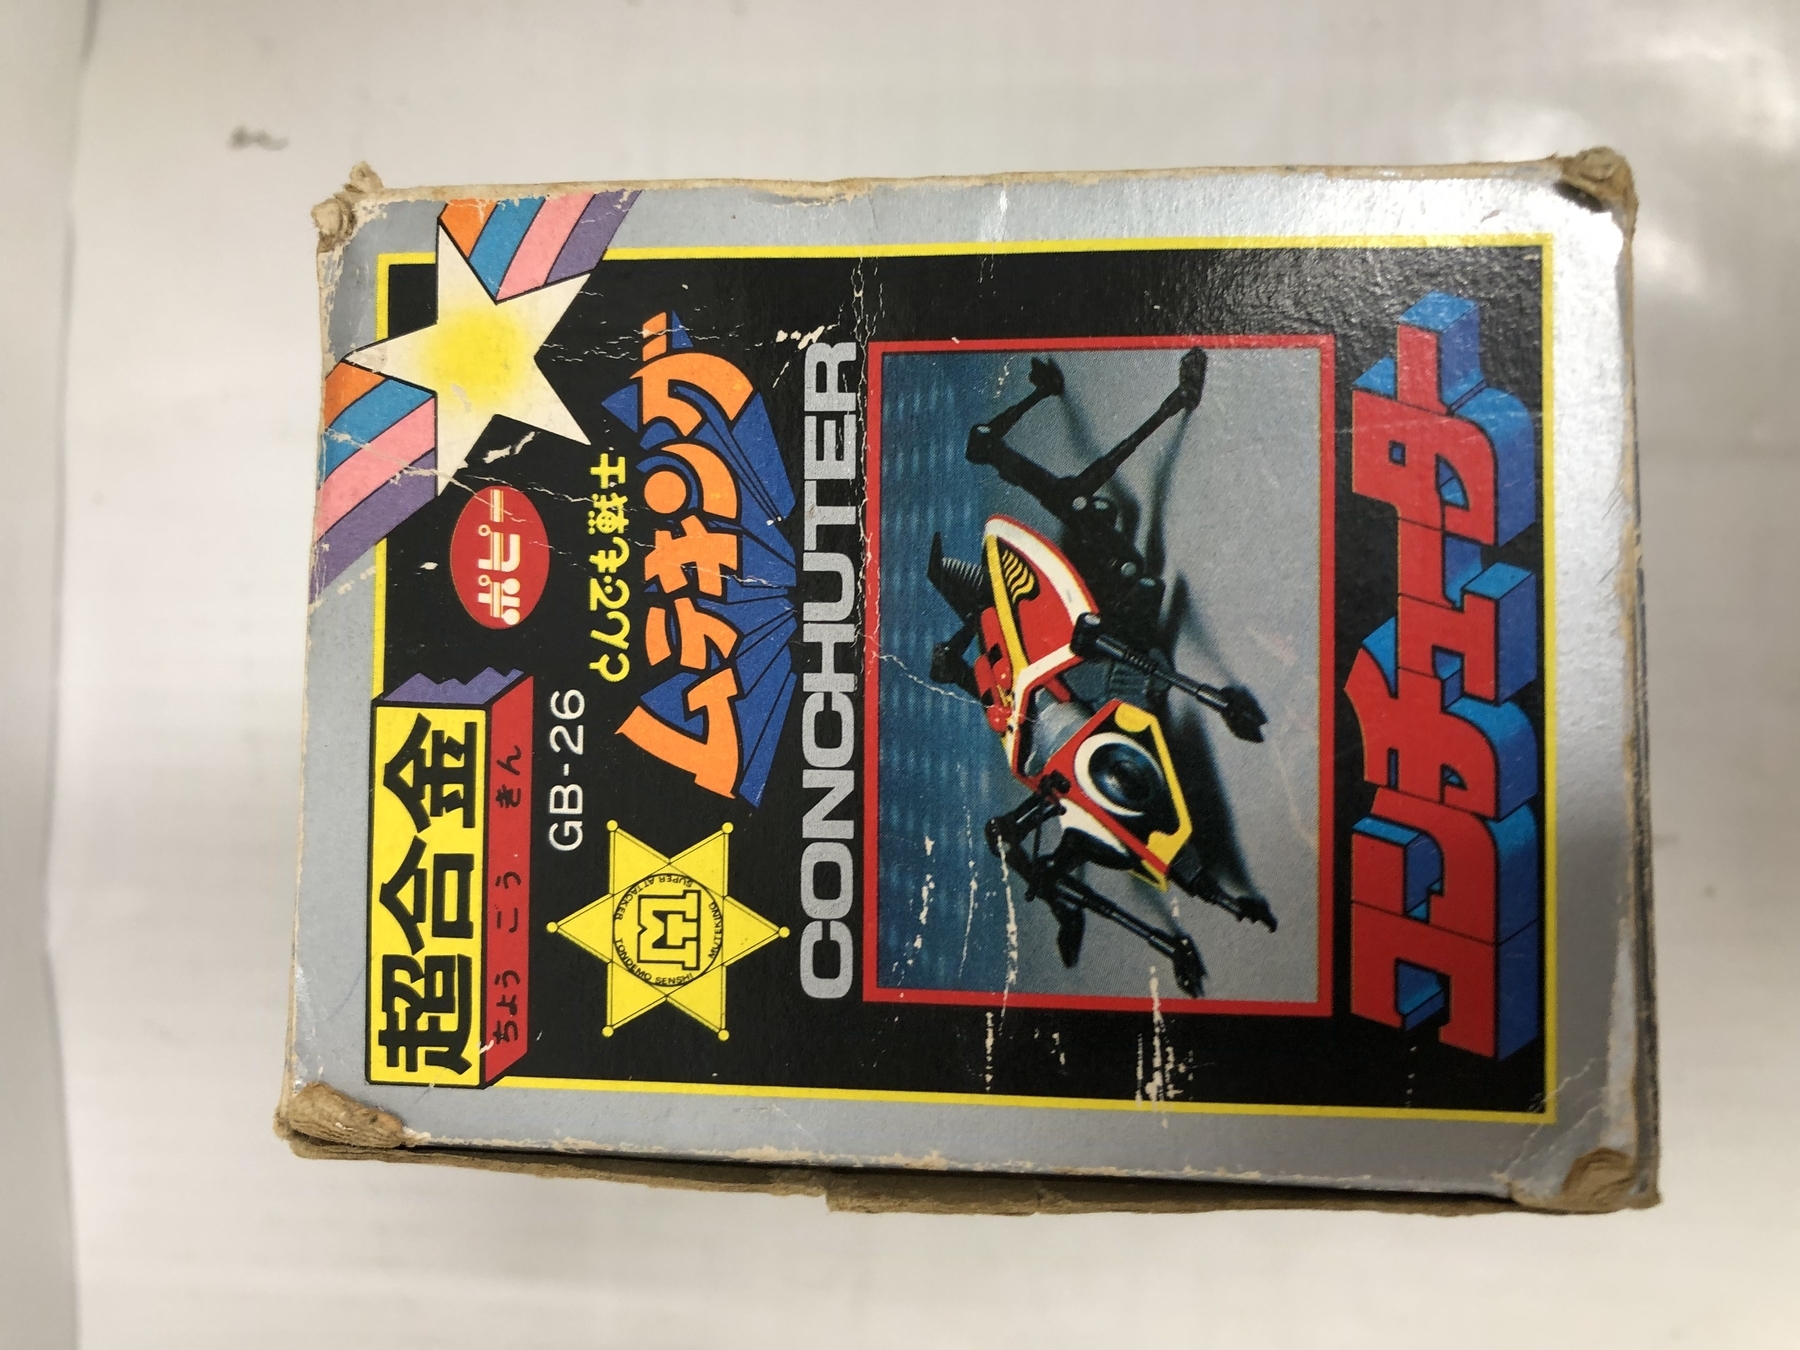 超合金
ちょうごうきん
ポピー
GB-26
とんでも戦士
ムテキング
TONDEMO SENSHI MUTEKING
SUPER ATTACKER
M
CONCHUTER
コンチューター